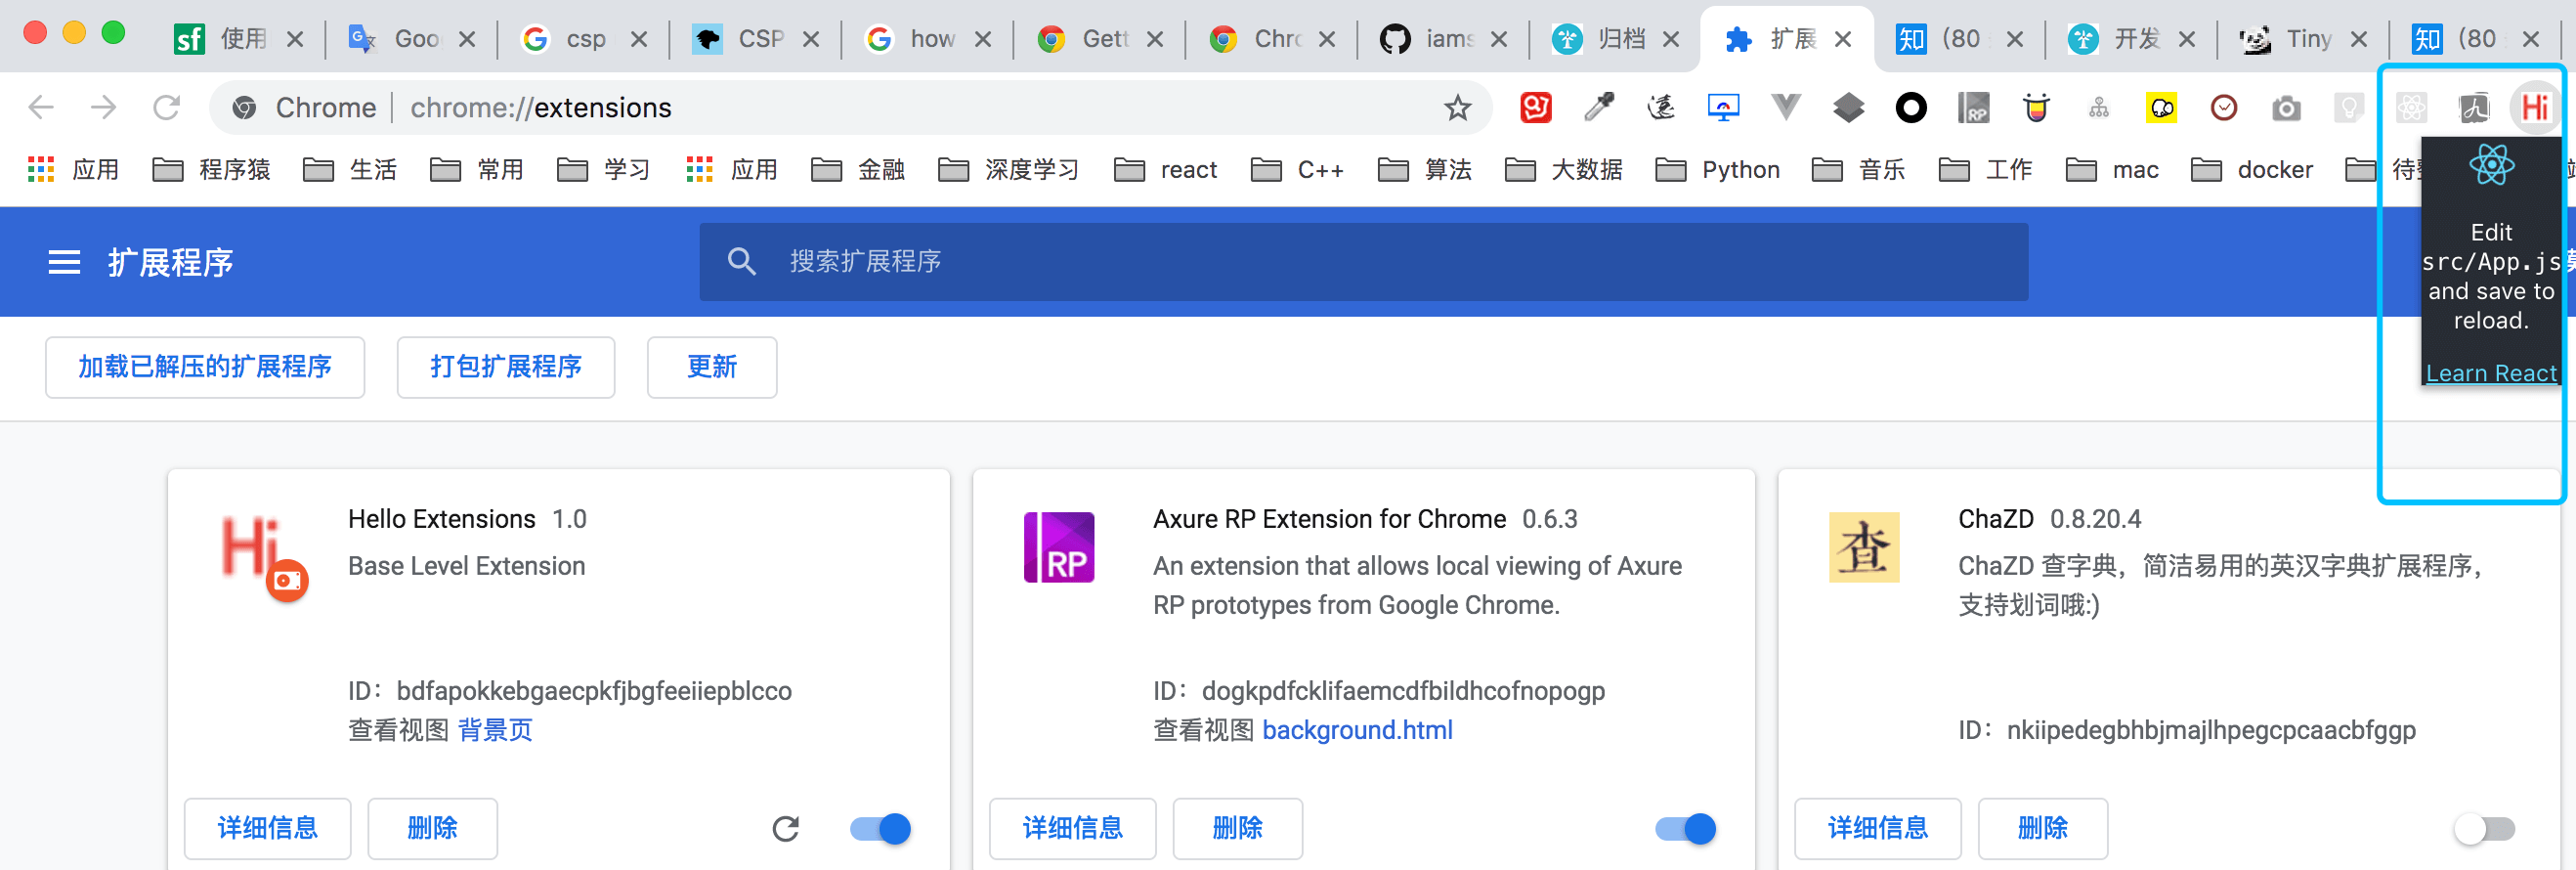 sf 使用 Goo csp CSP how Gett Chrc iams 归档 扩展 知 (80 开发 Tiny 知 (80
Chrome chrome://extensions RP Hi
应用 程序猿 生活 常用 学习 应用 金融 深度学习 react C++ 算法 大数据 Python 音乐 工作 mac docker
扩展程序 搜索扩展程序
Edit
src/App.js
and save to
reload.
Learn React
加载已解压的扩展程序 打包扩展程序 更新
Hi
Hello Extensions 1.0
Base Level Extension
ID：bdfapokkebgaecpkfjbgfeeiiepblcco
查看视图 背景页
详细信息 删除
RP
Axure RP Extension for Chrome 0.6.3
An extension that allows local viewing of Axure
RP prototypes from Google Chrome.
ID：dogkpdfcklifaemcdfbildhcofnopogp
查看视图 background.html
详细信息 删除
查
ChaZD 0.8.20.4
ChaZD 查字典，简洁易用的英汉字典扩展程序，
支持划词哦:)
ID：nkiipedegbhbjmajlhpegcpcaacbfggp
详细信息 删除